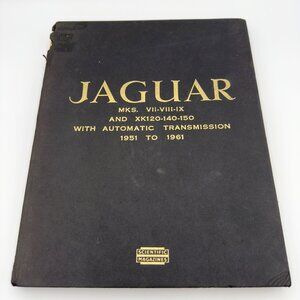 JAGUAR
MKS. VII-VIII-IX
AND XK120-140-150
WITH AUTOMATIC TRANSMISSION
1951 TO 1961
SCIENTIFIC
MAGAZINES